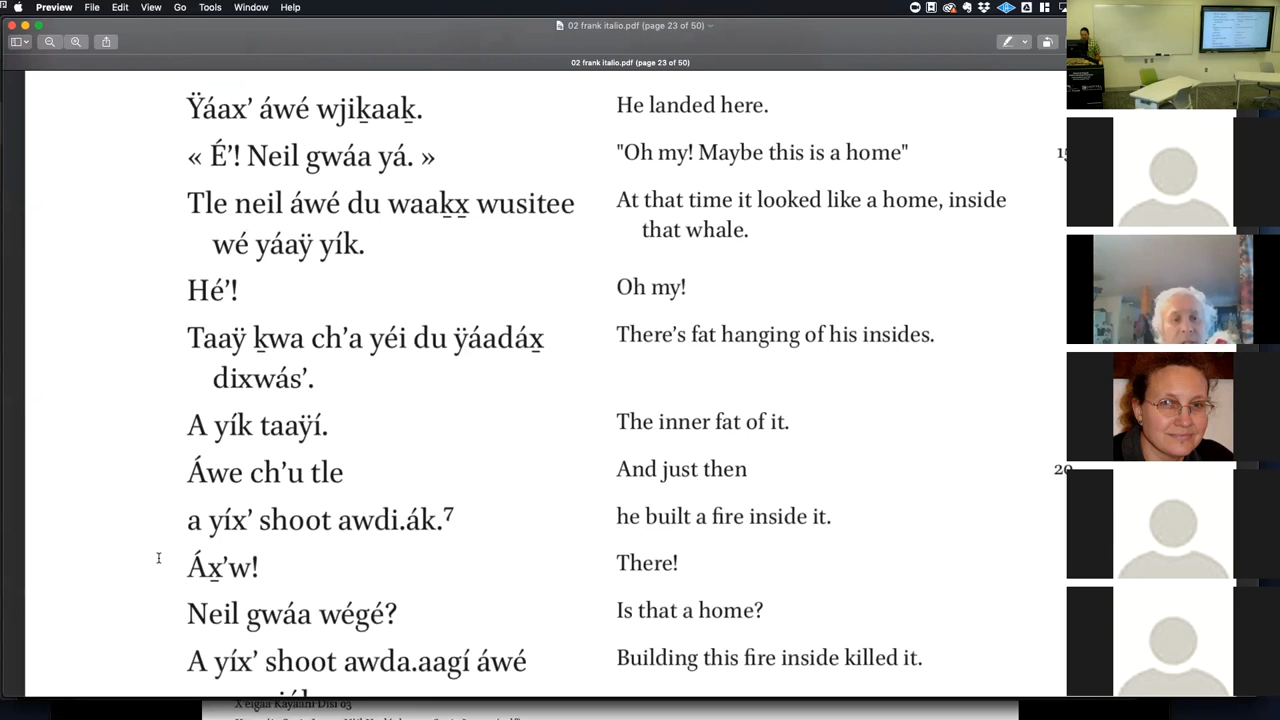 Preview File Edit View Go Tools Window Help
02 frank italio.pdf (page 23 of 50)
02 frank italio.pdf (page 23 of 50)
Ÿáax’ áwé wjiḵaaḵ. He landed here.
« É’! Neil gwáa yá. » "Oh my! Maybe this is a home"
Tle neil áwé du waaḵx̱ wusitee At that time it looked like a home, inside
wé yáaÿ yík. that whale.
Hé’! Oh my!
Taaÿ ḵwa ch’a yéi du ÿáadáx̱ There’s fat hanging of his insides.
dixwás’.
A yík taaÿí. The inner fat of it.
Áwe ch’u tle And just then 20
a yíx’ shoot awdi.ák.⁷ he built a fire inside it.
Áx̱’w! There!
Neil gwáa wégé? Is that a home?
A yíx’ shoot awda.aagí áwé Building this fire inside killed it.